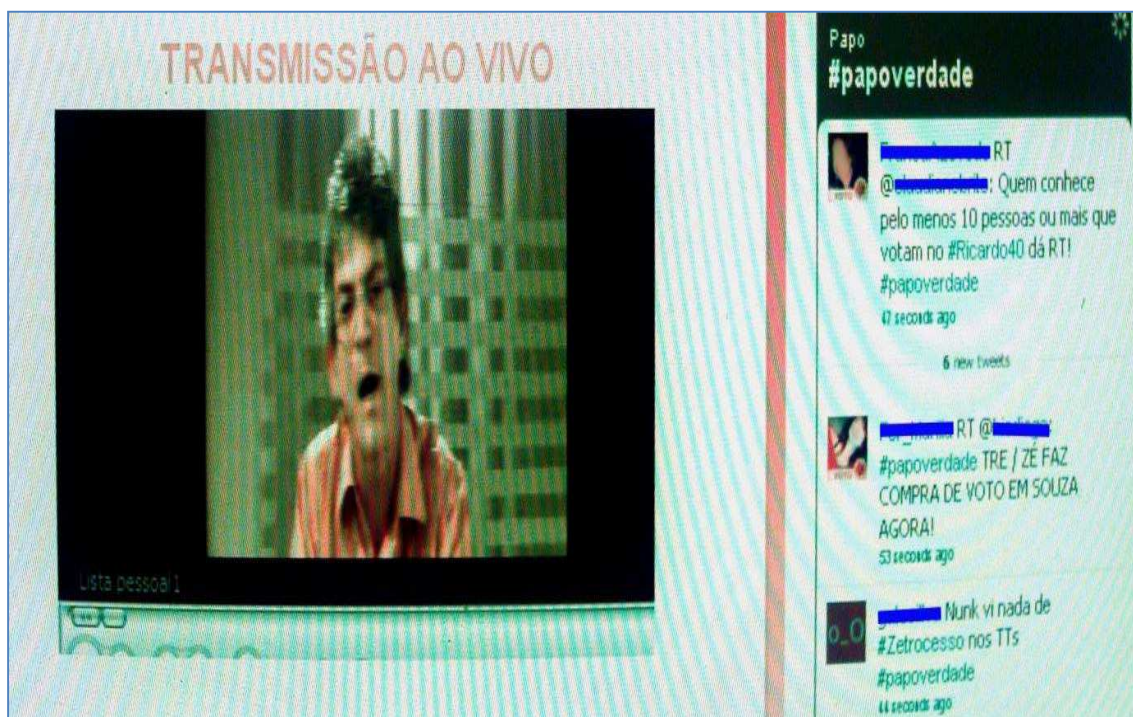 TRANSMISSÃO AO VIVO
Lista pessoal 1
Papo
#papoverdade
RT
@: Quem conhece
pelo menos 10 pessoas ou mais que
votam no #Ricardo40 dá RT!
#papoverdade
47 seconds ago
6 new tweets
RT @
#papoverdade TRE / ZÉ FAZ
COMPRA DE VOTO EM SOUZA
AGORA!
53 seconds ago
o_O
Nunk vi nada de
#Zetrocesso nos TTs
#papoverdade
44 seconds ago